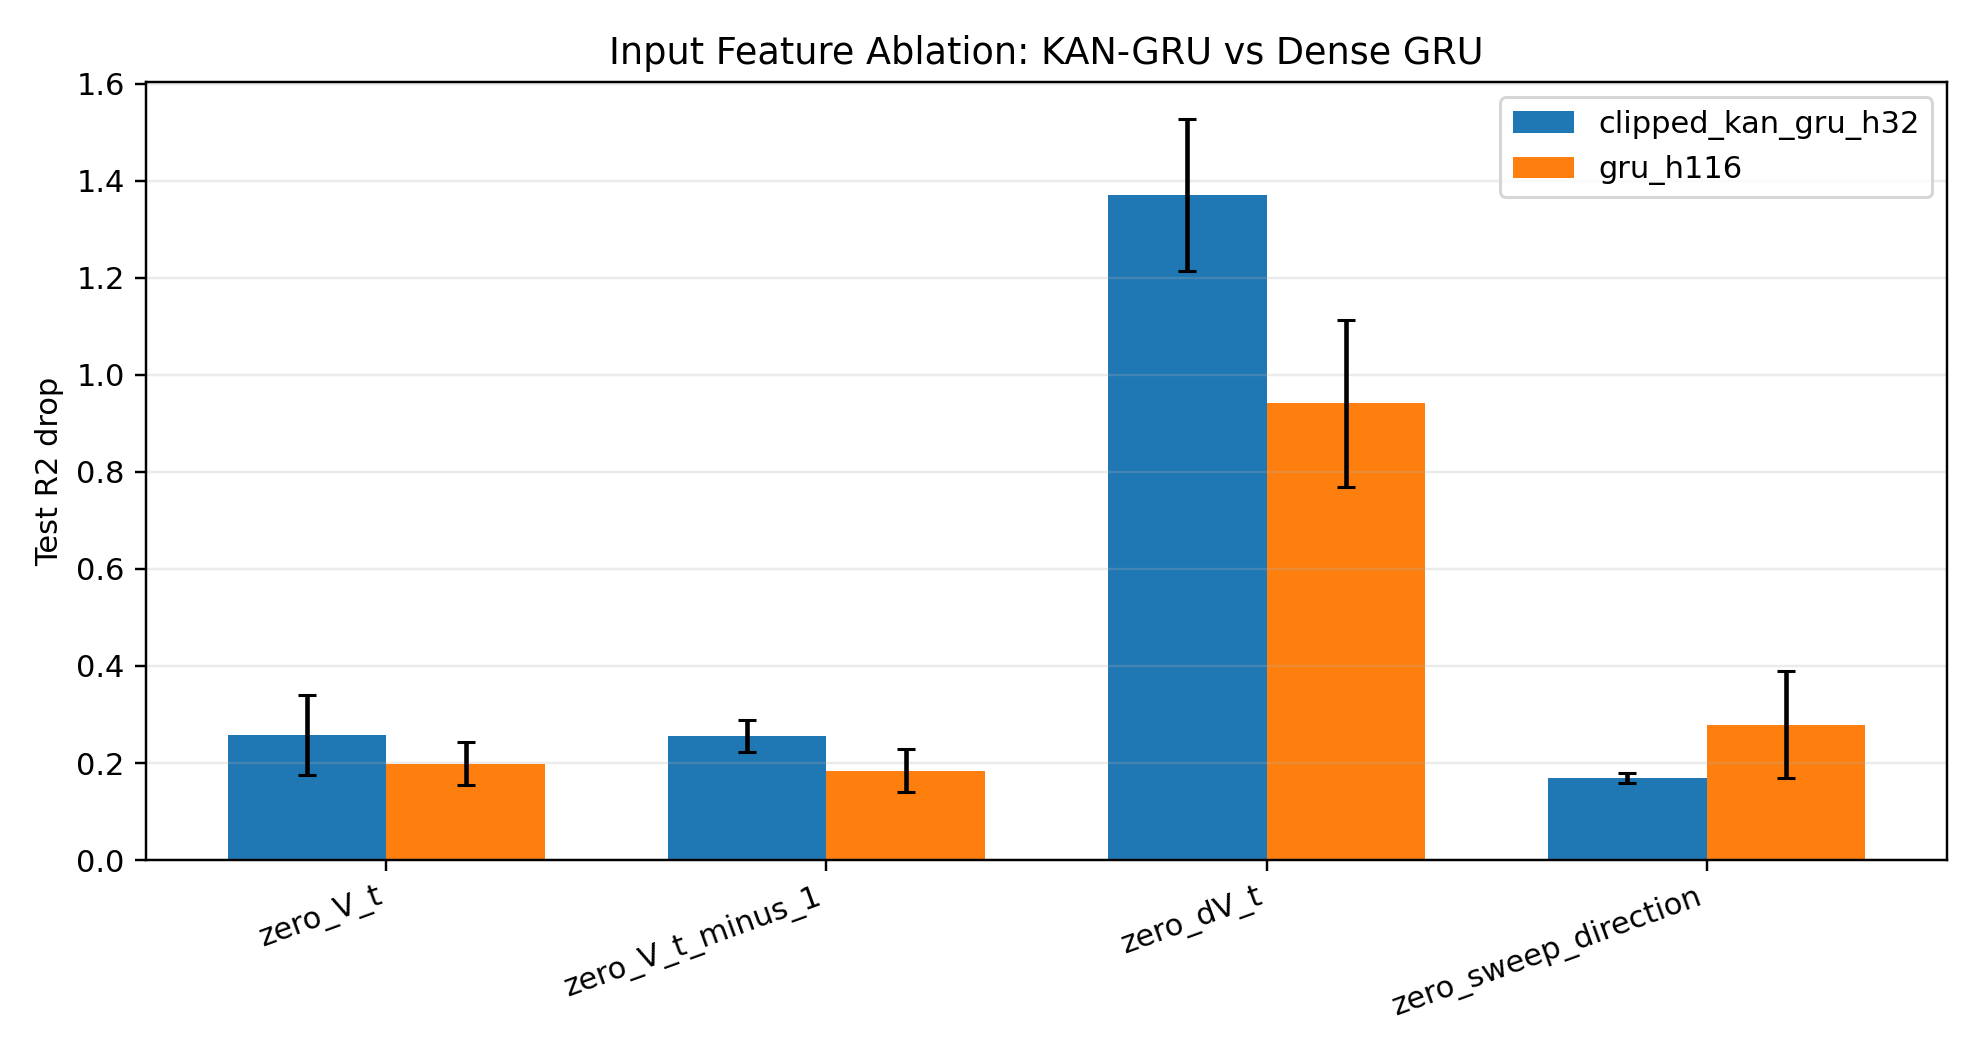 Input Feature Ablation: KAN-GRU vs Dense GRU
clipped_kan_gru_h32
gru_h116
Test R2 drop
1.6
1.4
1.2
1.0
0.8
0.6
0.4
0.2
0.0
zero_V_t
zero_V_t_minus_1
zero_dV_t
zero_sweep_direction